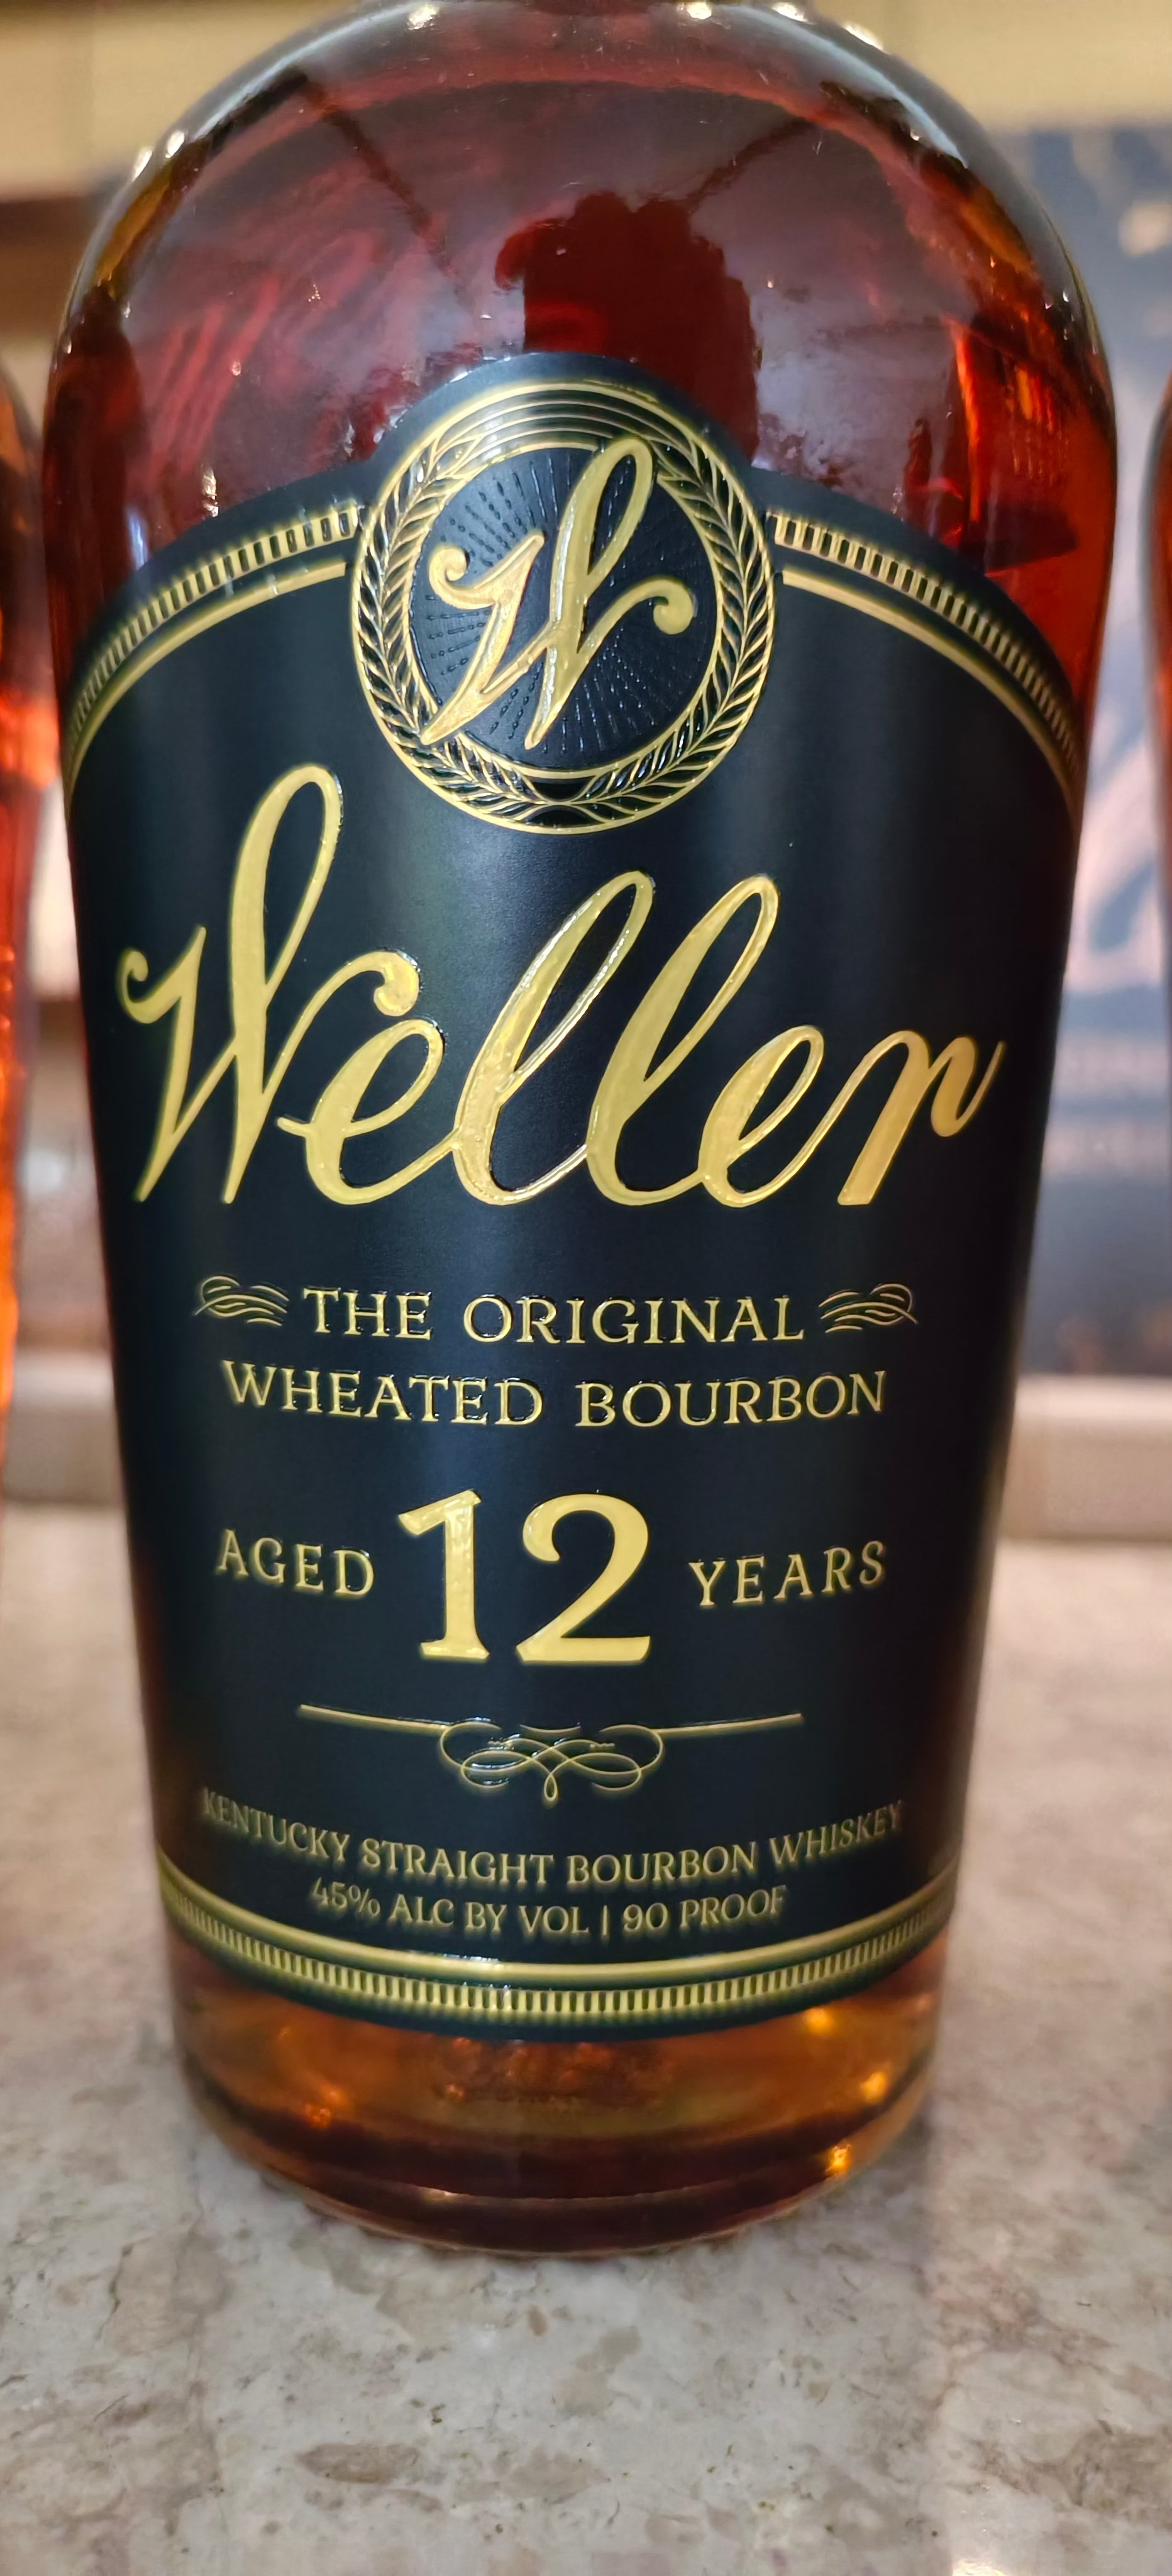 W
Weller
THE ORIGINAL
WHEATED BOURBON
AGED 12 YEARS
KENTUCKY STRAIGHT BOURBON WHISKEY
45% ALC BY VOL | 90 PROOF